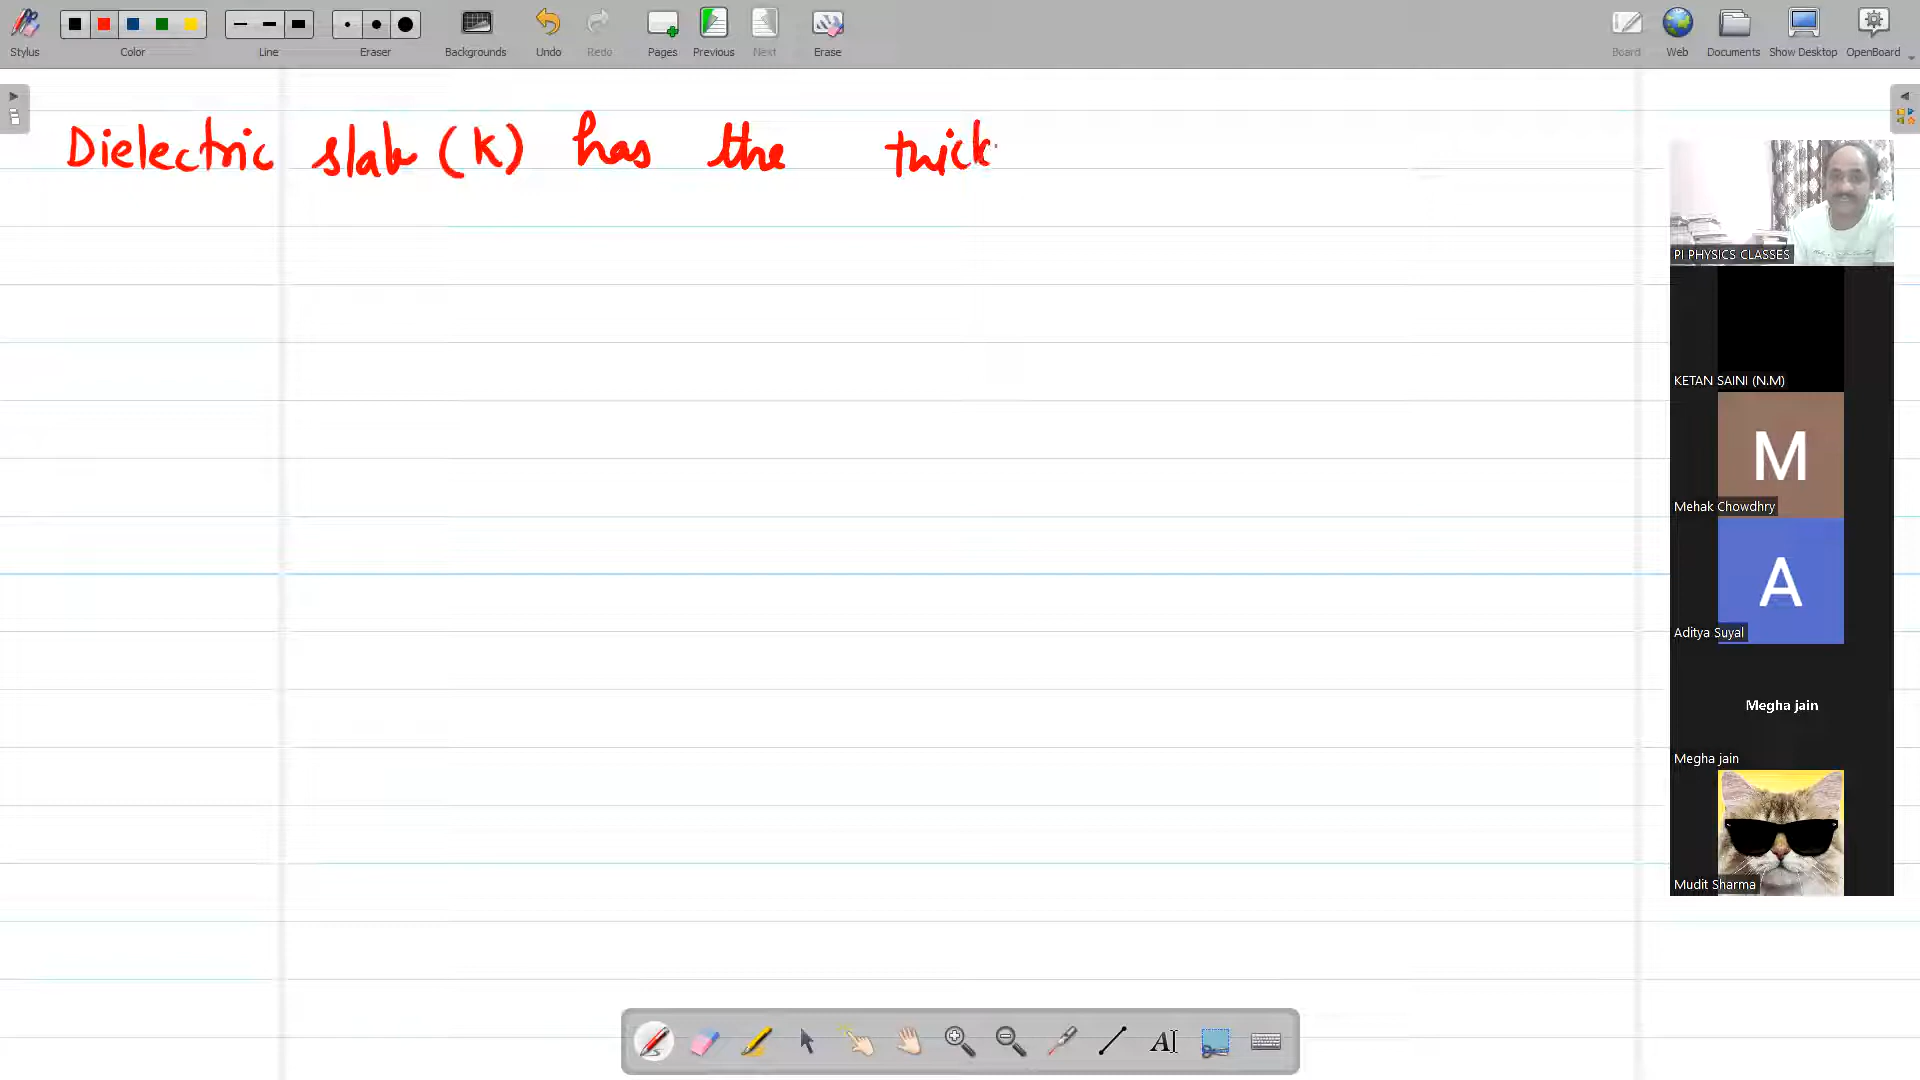 Stylus
Color
Line
Eraser
Backgrounds
Undo
Redo
Pages
Previous
Next
Erase
Board
Web
Documents
Show Desktop
OpenBoard
Dielectric slab (K) has the thick
PI PHYSICS CLASSES
KETAN SAINI (N.M)
M
Mehak Chowdhry
A
Aditya Suyal
Megha jain
Megha jain
Mudit Sharma
A